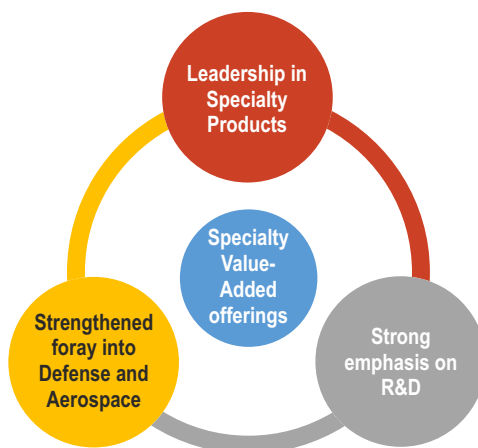 Leadership in
Specialty
Products
Specialty
Value-
Added
offerings
Strengthened
foray into
Defense and
Aerospace
Strong
emphasis on
R&D